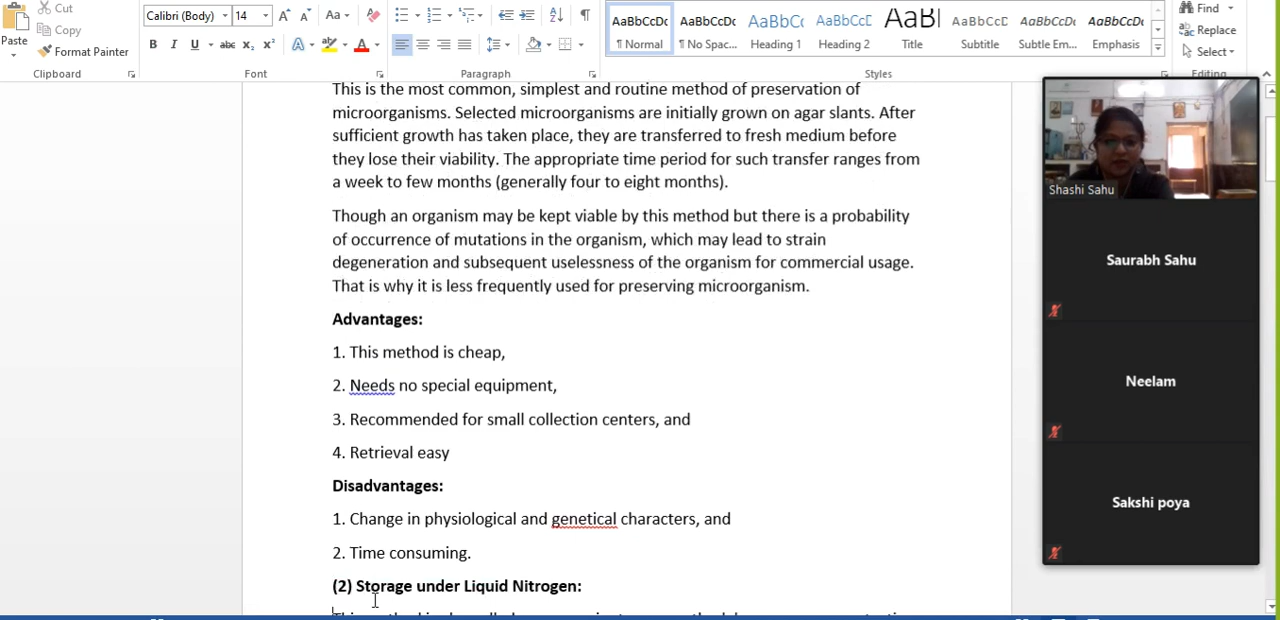 Cut
Calibri (Body)
14
Aa
Find
Copy
AaBbCcDc
AaBbCcDc
AaBbC(
AaBbCcE
AaBl
AaBbCcE
AaBbCcDc
AaBbCcDc
Replace
Paste
Format Painter
B I U abc x₂ x²
A
ab
A
¶ Normal
¶ No Spac...
Heading 1
Heading 2
Title
Subtitle
Subtle Em...
Emphasis
Select
Clipboard
Font
Paragraph
Styles
Editing
This is the most common, simplest and routine method of preservation of
microorganisms. Selected microorganisms are initially grown on agar slants. After
sufficient growth has taken place, they are transferred to fresh medium before
they lose their viability. The appropriate time period for such transfer ranges from
a week to few months (generally four to eight months).
Though an organism may be kept viable by this method but there is a probability
of occurrence of mutations in the organism, which may lead to strain
degeneration and subsequent uselessness of the organism for commercial usage.
That is why it is less frequently used for preserving microorganism.
Advantages:
1. This method is cheap,
2. Needs no special equipment,
3. Recommended for small collection centers, and
4. Retrieval easy
Disadvantages:
1. Change in physiological and genetical characters, and
2. Time consuming.
(2) Storage under Liquid Nitrogen:
Shashi Sahu
Saurabh Sahu
Neelam
Sakshi poya